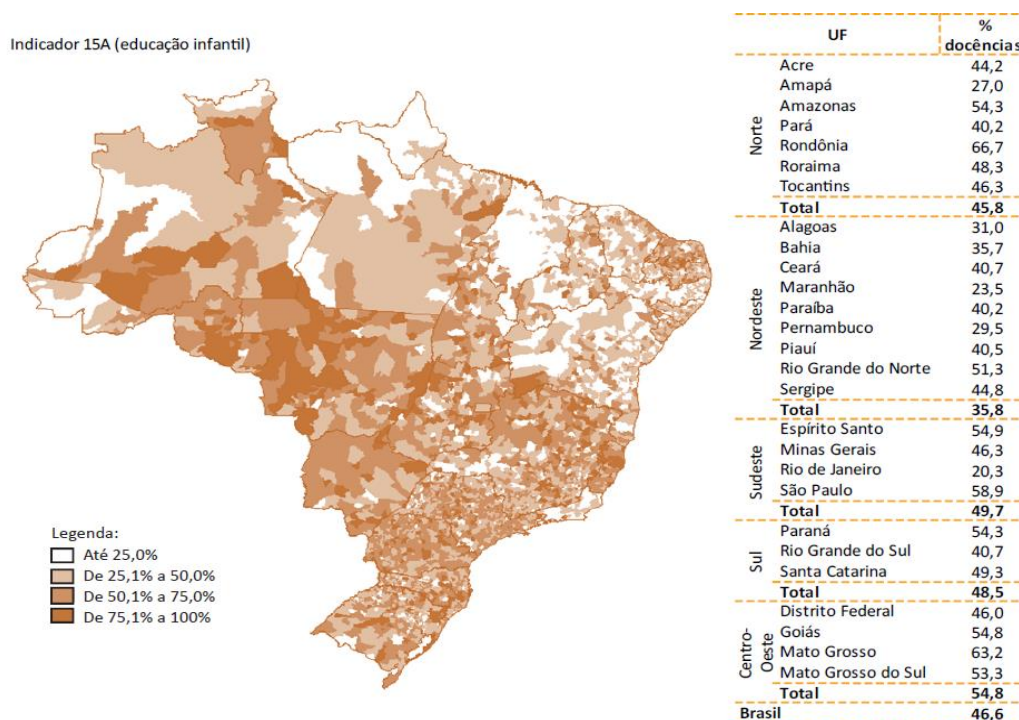 Indicador 15A (educação infantil)
Legenda:
Até 25,0%
De 25,1% a 50,0%
De 50,1% a 75,0%
De 75,1% a 100%
UF % docências
Norte
Acre 44,2
Amapá 27,0
Amazonas 54,3
Pará 40,2
Rondônia 66,7
Roraima 48,3
Tocantins 46,3
Total 45,8
Nordeste
Alagoas 31,0
Bahia 35,7
Ceará 40,7
Maranhão 23,5
Paraíba 40,2
Pernambuco 29,5
Piauí 40,5
Rio Grande do Norte 51,3
Sergipe 44,8
Total 35,8
Sudeste
Espírito Santo 54,9
Minas Gerais 46,3
Rio de Janeiro 20,3
São Paulo 58,9
Total 49,7
Sul
Paraná 54,3
Rio Grande do Sul 40,7
Santa Catarina 49,3
Total 48,5
Centro-
Oeste
Distrito Federal 46,0
Goiás 54,8
Mato Grosso 63,2
Mato Grosso do Sul 53,3
Total 54,8
Brasil 46,6